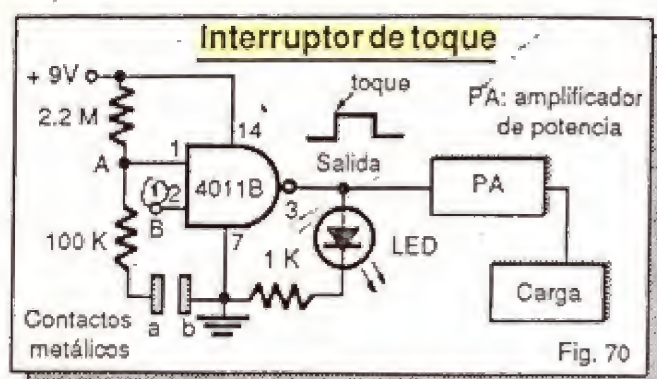 Interruptor de toque
+ 9V
2.2 M
A
1
14
toque
PA: amplificador
de potencia
Salida
4011B
1 2
B
3
PA
7
100 K
1 K
LED
Carga
Contactos
metálicos
a
b
Fig. 70